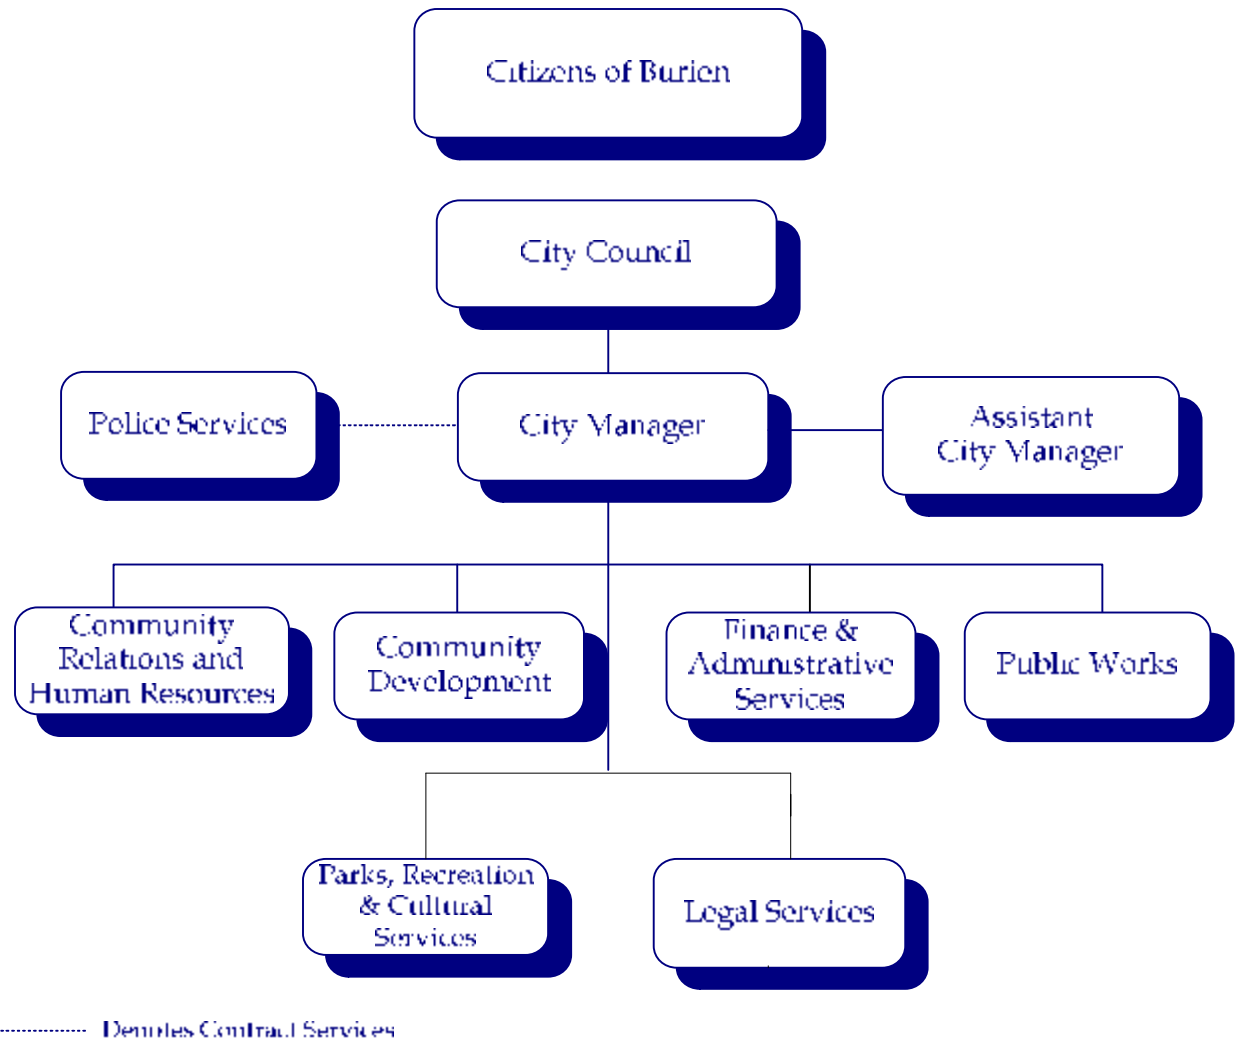 Citizens of Burien
City Council
Police Services
City Manager
Assistant
City Manager
Community
Relations and
Human Resources
Community
Development
Finance &
Administrative
Services
Public Works
Parks, Recreation
& Cultural
Services
Legal Services
Denotes Contract Services